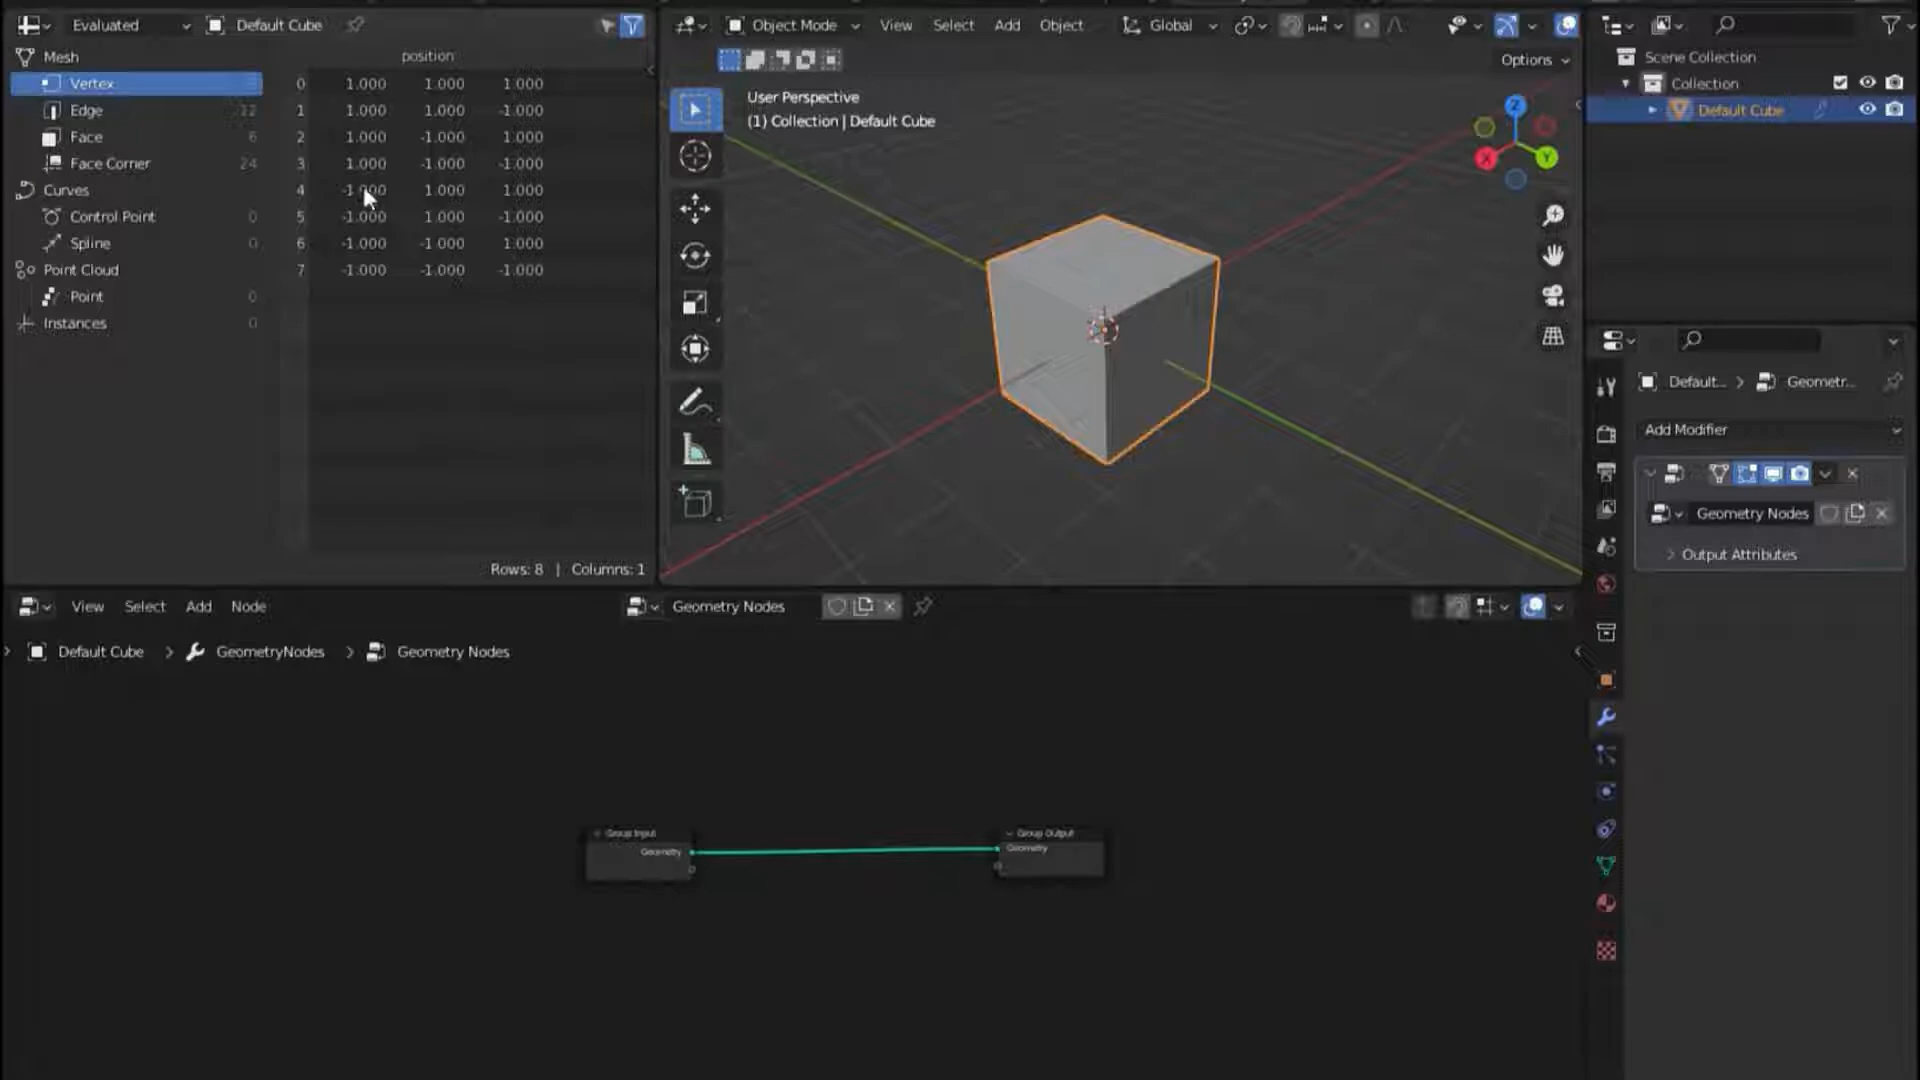 Evaluated Default Cube
Mesh
Vertex
Edge 12
Face 6
Face Corner 24
Curves
Control Point 0
Spline 0
Point Cloud
Point 0
Instances 0
position
0 1.000 1.000 1.000
1 1.000 1.000 -1.000
2 1.000 -1.000 1.000
3 1.000 -1.000 -1.000
4 -1.000 1.000 1.000
5 -1.000 1.000 -1.000
6 -1.000 -1.000 1.000
7 -1.000 -1.000 -1.000
Rows: 8 | Columns: 1
Object Mode View Select Add Object Global
Options
User Perspective
(1) Collection | Default Cube
Z
X
Y
Scene Collection
Collection
Default Cube
Default... > Geometr...
Add Modifier
Geometry Nodes
Output Attributes
View Select Add Node Geometry Nodes
Default Cube > GeometryNodes > Geometry Nodes
Group Input
Geometry
Group Output
Geometry